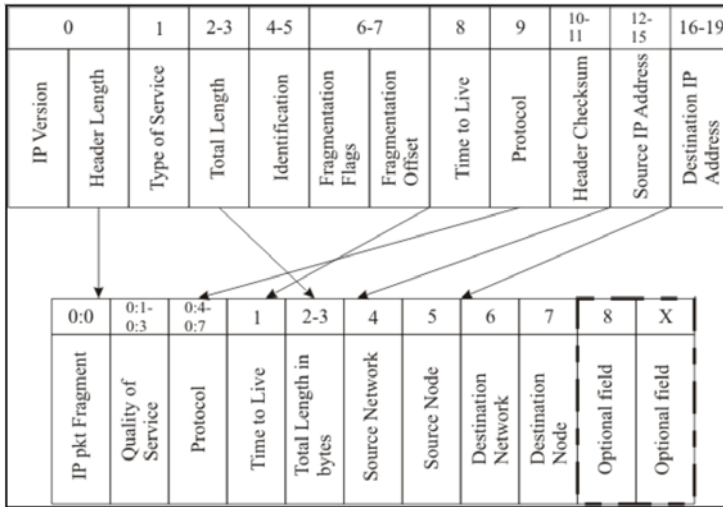 0
1
2-3
4-5
6-7
8
9
10-
11
12-
15
16-19
IP Version
Header Length
Type of Service
Total Length
Identification
Fragmentation
Flags
Fragmentation
Offset
Time to Live
Protocol
Header Checksum
Source IP Address
Destination IP
Address
0:0
0:1-
0:3
0:4-
0:7
1
2-3
4
5
6
7
8
X
IP pkt Fragment
Quality of
Service
Protocol
Time to Live
Total Length in
bytes
Source Network
Source Node
Destination
Network
Destination
Node
Optional field
Optional field